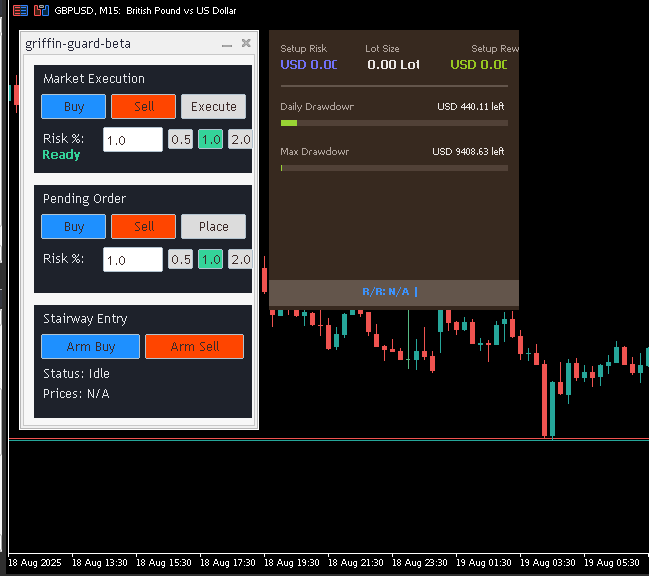 GBPUSD, M15: British Pound vs US Dollar
griffin-guard-beta
Market Execution
Buy Sell Execute
Risk %: 1.0 0.5 1.0 2.0
Ready
Pending Order
Buy Sell Place
Risk %: 1.0 0.5 1.0 2.0
Stairway Entry
Arm Buy Arm Sell
Status: Idle
Prices: N/A
Setup Risk Lot Size Setup Rew
USD 0.00 0.00 Lot USD 0.00
Daily Drawdown USD 440.11 left
Max Drawdown USD 9408.63 left
R/R: N/A |
18 Aug 2025 18 Aug 13:30 18 Aug 15:30 18 Aug 17:30 18 Aug 19:30 18 Aug 21:30 18 Aug 23:30 19 Aug 01:30 19 Aug 03:30 19 Aug 05:30